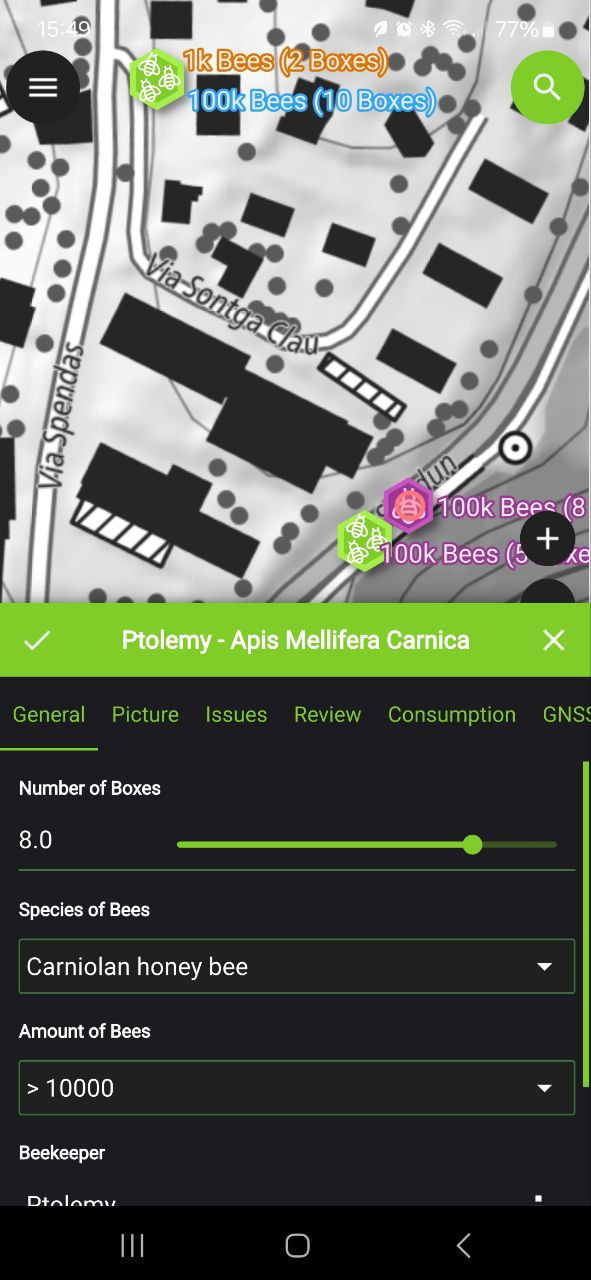 15:49
77%
1k Bees (2 Boxes)
100k Bees (10 Boxes)
Via Sontga Clau
Via Spendas
100k Bees (8
100k Bees (5
Ptolemy - Apis Mellifera Carnica
General Picture Issues Review Consumption GNSS
Number of Boxes
8.0
Species of Bees
Carniolan honey bee
Amount of Bees
> 10000
Beekeeper
Ptolemy